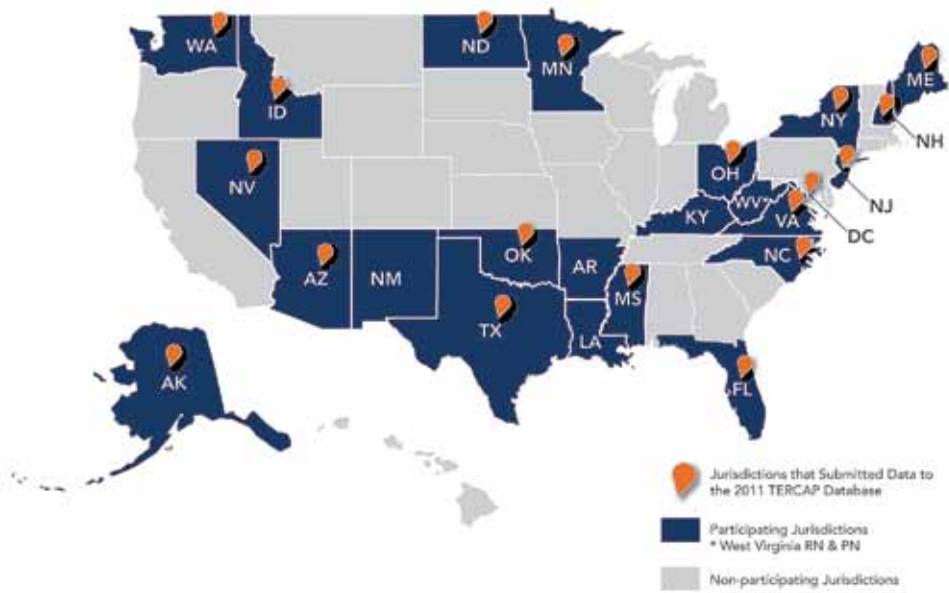 WA
ND
MN
ME
ID
NY
NH
NV
OH
NJ
WV*
KY
VA
DC
OK
NC
AZ
NM
AR
MS
TX
LA
AK
FL
Jurisdictions that Submitted Data to
the 2011 TERCAP Database
Participating Jurisdictions
* West Virginia RN & PN
Non-participating Jurisdictions